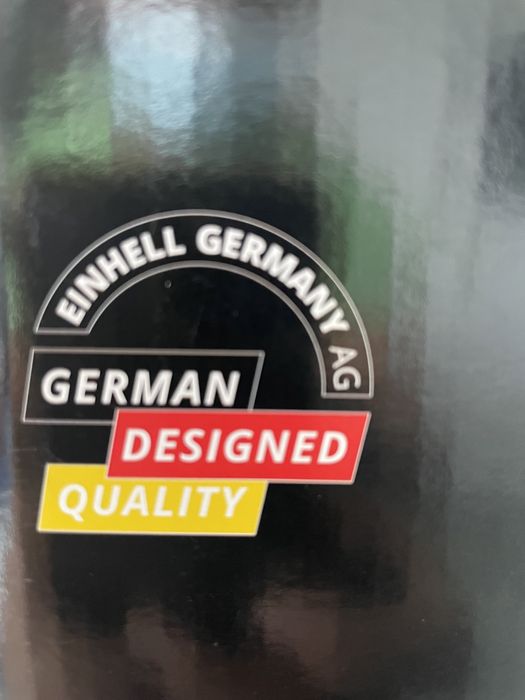 EINHELL GERMANY AG
GERMAN
DESIGNED
QUALITY